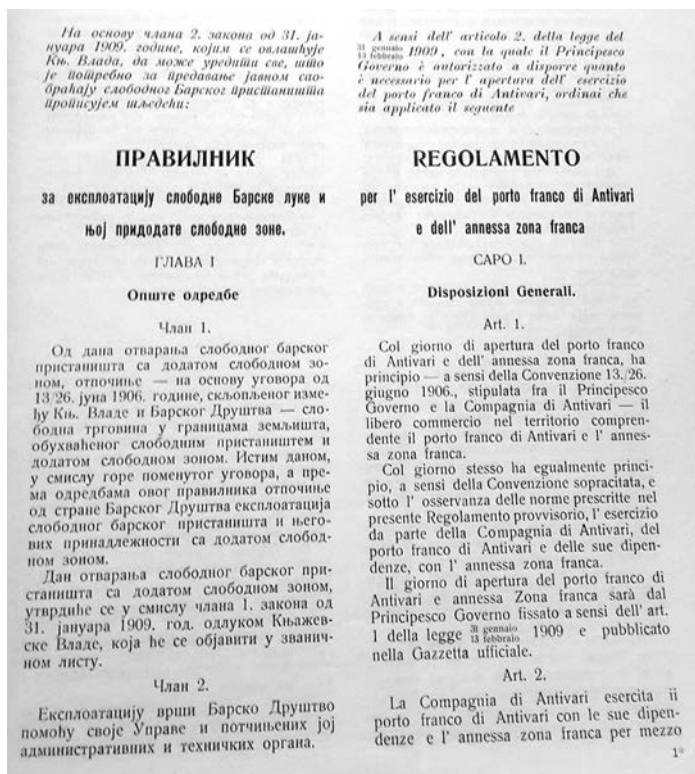 На основу члана 2. закона од 31. ја-
нуара 1909. године, којим се овлашћује
Књ. Влада, да може уредити све, што
је потребно за предавање јавном сао-
браћају слободног Барског пристаништа
прописујем шљедећи:
ПРАВИЛНИК
за експлоатацију слободне Барске луке и
њој придодате слободне зоне.
ГЛАВА I
Опште одредбе
Члан 1.
Од дана отварања слободног барског
пристаништа са додатом слободном зо-
ном, отпочиње — на основу уговора од
13/26. јуна 1906. године, склопљеног изме-
ђу Књ. Владе и Барског Друштва — сло-
бодна трговина у границама земљишта,
обухваћеног слободним пристаништем и
додатом слободном зоном. Истим даном,
у смислу горе поменутог уговора, а пре-
ма одредбама овог правилника отпочиње
од стране Барског Друштва експлоатација
слободног барског пристаништа и њего-
вих принадлежности са додатом слобод-
ном зоном.
Дан отварања слободног барског при-
станишта са додатом слободном зоном,
утврдиће се у смислу члана 1. закона од
31. јануара 1909. год. одлуком Књажев-
ске Владе, која ће се објавити у званич-
ном листу.
Члан 2.
Експлоатацију врши Барско Друштво
помоћу своје Управе и потчињених јој
административних и техничких органа.
A sensi dell' articolo 2. della legge del
31 gennaio
13 febbraio 1909, con la quale il Principesco
Governo è autorizzato a disporre quanto
è necessario per l' apertura dell' esercizio
del porto franco di Antivari, ordinai che
sia applicato il seguente
REGOLAMENTO
per l' esercizio del porto franco di Antivari
e dell' annessa zona franca
CAPO I.
Disposizioni Generali.
Art. 1.
Col giorno di apertura del porto franco
di Antivari e dell' annessa zona franca, ha
principio — a sensi della Convenzione 13./26.
giugno 1906., stipulata fra il Principesco
Governo e la Compagnia di Antivari — il
libero commercio nel territorio compren-
dente il porto franco di Antivari e l' annes-
sa zona franca.
Col giorno stesso ha egualmente princi-
pio, a sensi della Convenzione sopracitata, e
sotto l' osservanza delle norme prescritte nel
presente Regolamento provvisorio, l' esercizio
da parte della Compagnia di Antivari, del
porto franco di Antivari e delle sue dipen-
denze, con l' annessa zona franca.
Il giorno di apertura del porto franco di
Antivari e annessa Zona franca sarà dal
Principesco Governo fissato a sensi dell' art.
1 della legge 31 gennaio
13 febbraio 1909 e pubblicato
nella Gazzetta ufficiale.
Art. 2.
La Compagnia di Antivari esercita ii
porto franco di Antivari con le sue dipen-
denze e l' annessa zona franca per mezzo
1*